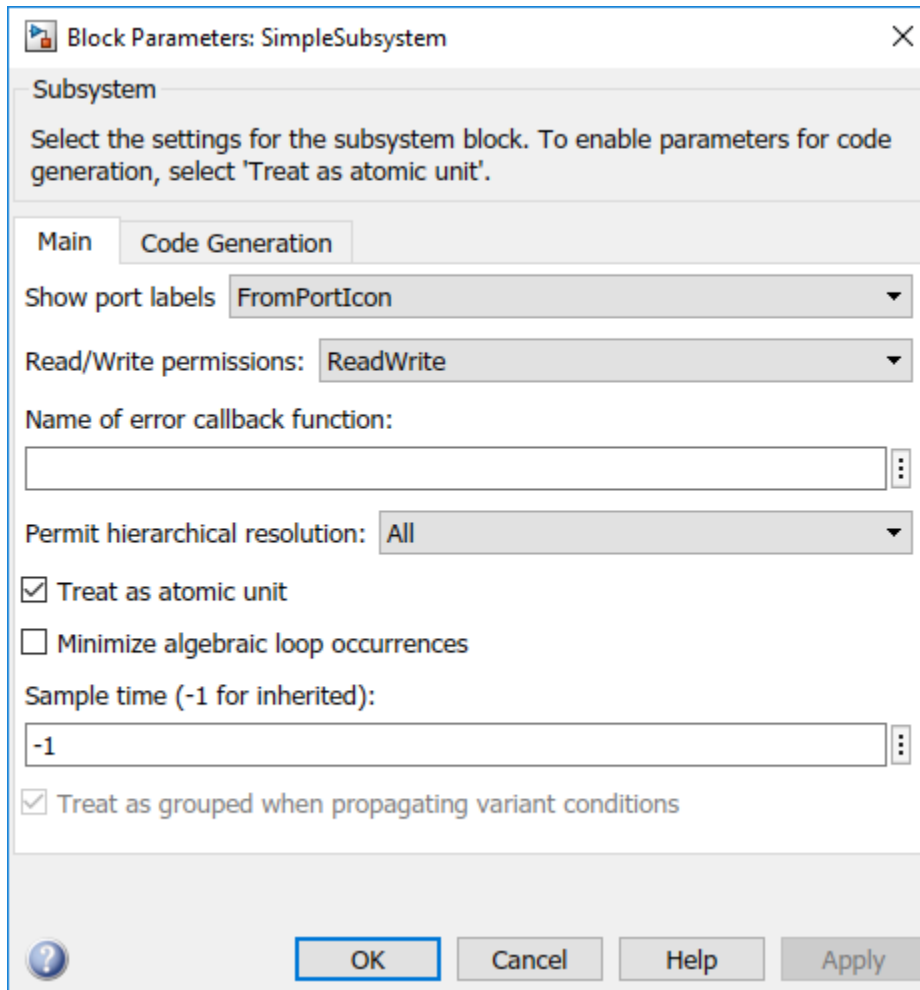 Block Parameters: SimpleSubsystem
Subsystem
Select the settings for the subsystem block. To enable parameters for code
generation, select 'Treat as atomic unit'.
Main
Code Generation
Show port labels FromPortIcon
Read/Write permissions: ReadWrite
Name of error callback function:
Permit hierarchical resolution: All
Treat as atomic unit
Minimize algebraic loop occurrences
Sample time (-1 for inherited):
-1
Treat as grouped when propagating variant conditions
OK
Cancel
Help
Apply